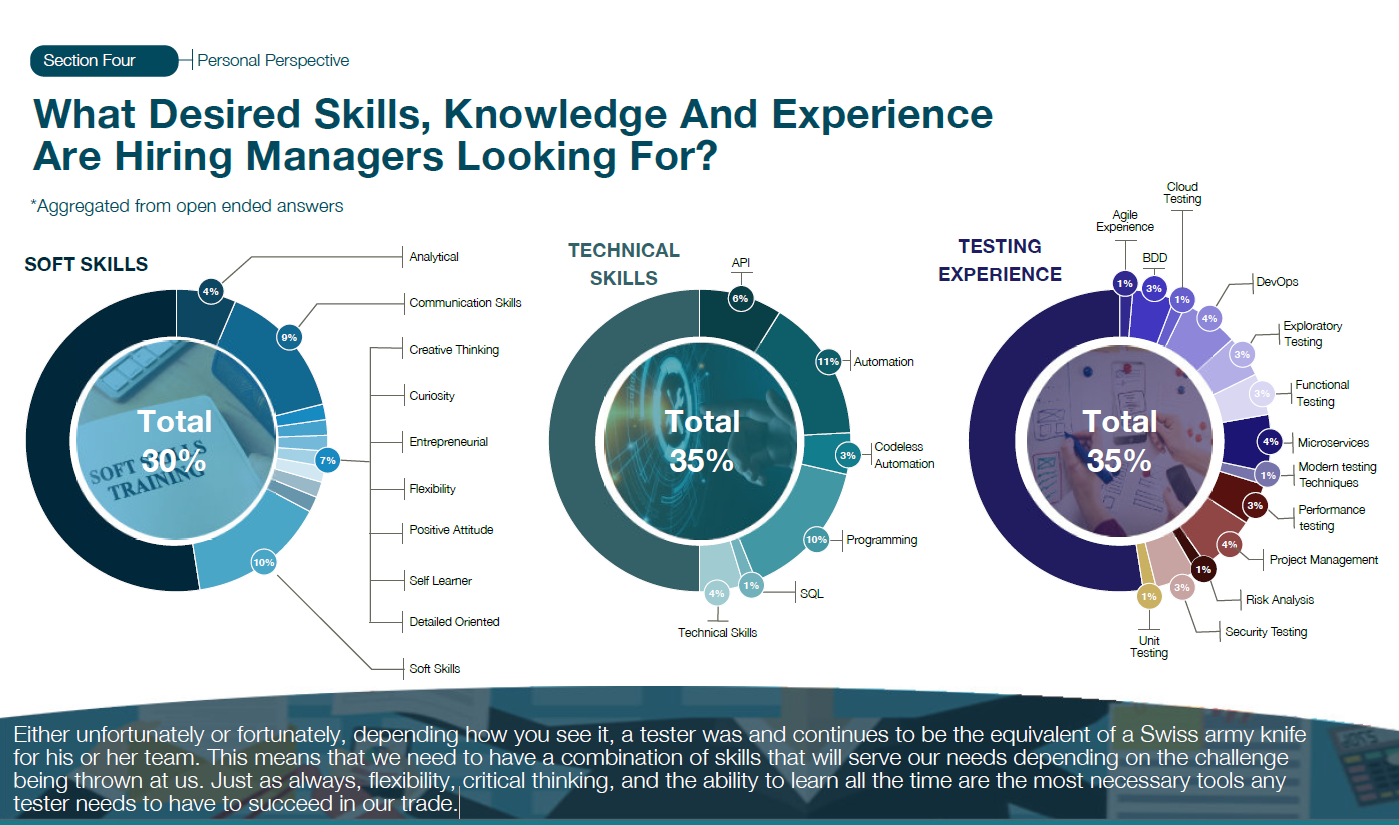 Section Four
Personal Perspective
What Desired Skills, Knowledge And Experience
Are Hiring Managers Looking For?
*Aggregated from open ended answers
SOFT SKILLS
4%
Analytical
9%
Communication Skills
7%
Creative Thinking
Curiosity
Entrepreneurial
Flexibility
Positive Attitude
Self Learner
Detailed Oriented
10%
Soft Skills
Total
30%
SOFT SKILLS
TRAINING
TECHNICAL
SKILLS
API
6%
11%
Automation
3%
Codeless
Automation
10%
Programming
1%
SQL
4%
Technical Skills
Total
35%
TESTING
EXPERIENCE
Agile
Experience
1%
BDD
3%
Cloud
Testing
1%
DevOps
4%
Exploratory
Testing
3%
Functional
Testing
3%
Microservices
4%
Modern testing
Techniques
1%
Performance
testing
3%
Project Management
4%
Risk Analysis
1%
Security Testing
3%
Unit
Testing
1%
Total
35%
Either unfortunately or fortunately, depending how you see it, a tester was and continues to be the equivalent of a Swiss army knife
for his or her team. This means that we need to have a combination of skills that will serve our needs depending on the challenge
being thrown at us. Just as always, flexibility, critical thinking, and the ability to learn all the time are the most necessary tools any
tester needs to have to succeed in our trade.